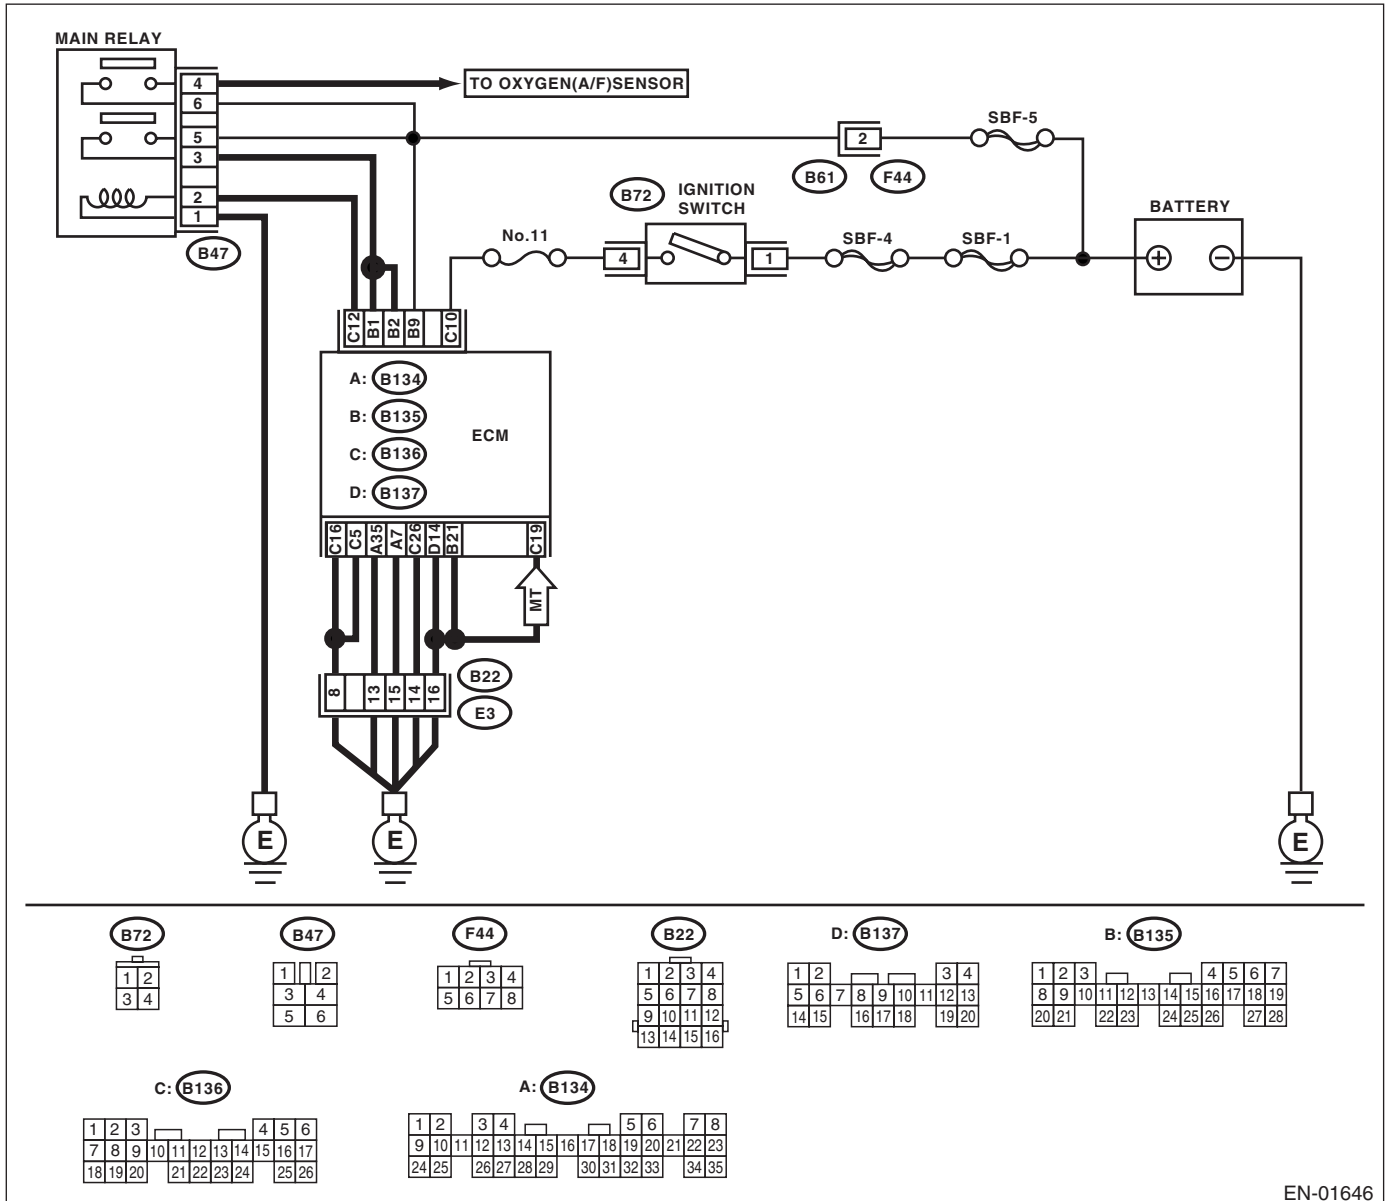 MAIN RELAY
4
6
5
3
2
1
B47
TO OXYGEN(A/F)SENSOR
2
SBF-5
B61
F44
B72
IGNITION
SWITCH
BATTERY
No.11
4
1
SBF-4
SBF-1
+
−
C12
B1
B2
B9
C10
A: B134
B: B135
C: B136
D: B137
ECM
C16
C5
A35
A7
C26
D14
B21
C19
MT
8
13
15
14
16
B22
E3
E
E
E
B72
1 2
3 4
B47
1 2
3 4
5 6
F44
1 2 3 4
5 6 7 8
B22
1 2 3 4
5 6 7 8
9 10 11 12
13 14 15 16
D: B137
1 2 3 4
5 6 7 8 9 10 11 12 13
14 15 16 17 18 19 20
B: B135
1 2 3 4 5 6 7
8 9 10 11 12 13 14 15 16 17 18 19
20 21 22 23 24 25 26 27 28
C: B136
1 2 3 4 5 6
7 8 9 10 11 12 13 14 15 16 17
18 19 20 21 22 23 24 25 26
A: B134
1 2 3 4 5 6 7 8
9 10 11 12 13 14 15 16 17 18 19 20 21 22 23
24 25 26 27 28 29 30 31 32 33 34 35
EN-01646